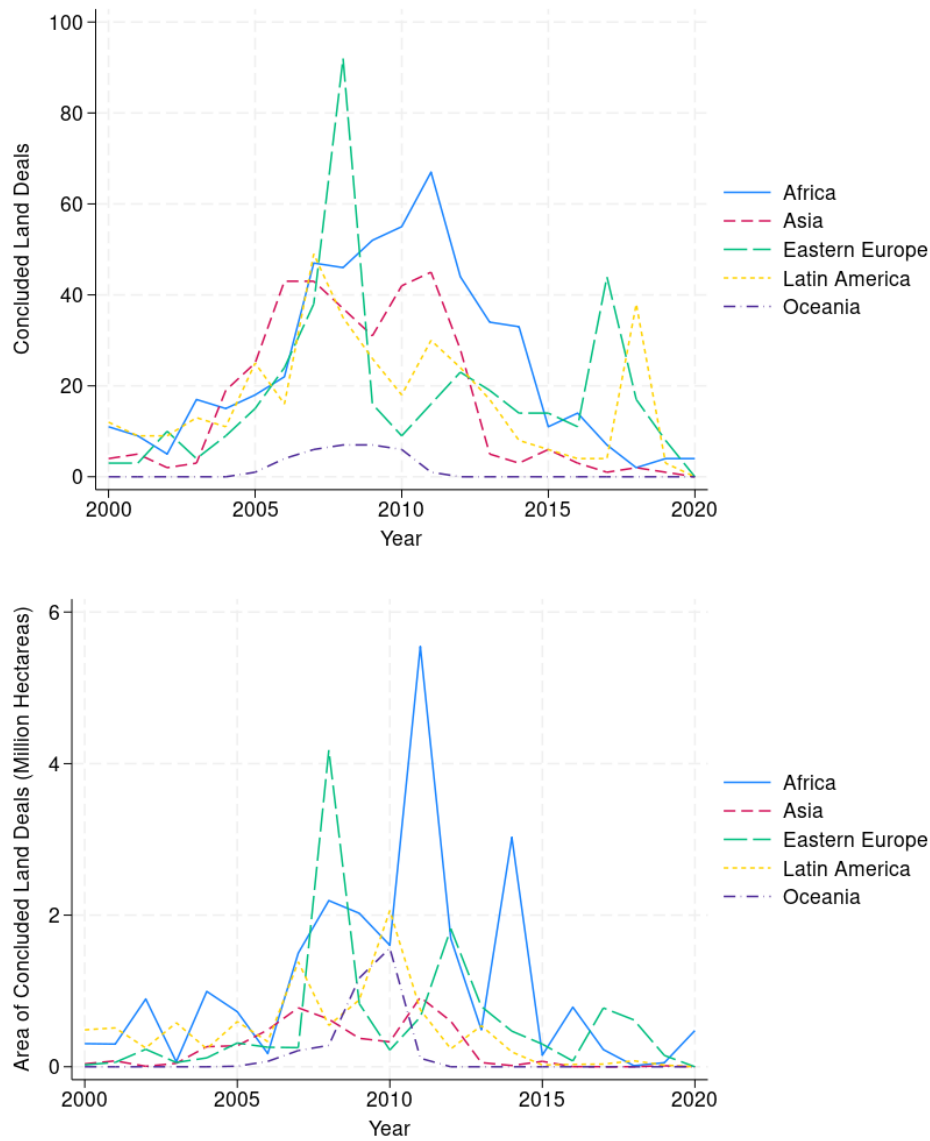 100
80
60
40
20
0
Concluded Land Deals
2000 2005 2010 2015 2020
Year
Africa
Asia
Eastern Europe
Latin America
Oceania
6
4
2
0
Area of Concluded Land Deals (Million Hectareas)
2000 2005 2010 2015 2020
Year
Africa
Asia
Eastern Europe
Latin America
Oceania